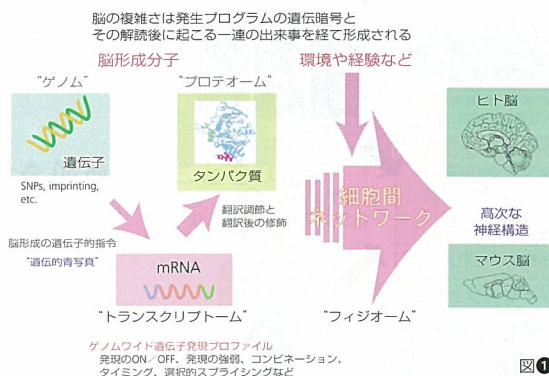 脳の複雑さは発生プログラムの遺伝暗号と
その解読後に起こる一連の出来事を経て形成される
脳形成分子
環境や経験など
“ゲノム”
“プロテオーム”
遺伝子
タンパク質
SNPs, imprinting,
etc.
翻訳調節と
翻訳後の修飾
脳形成の遺伝子的指令
“遺伝的青写真”
mRNA
“トランスクリプトーム”
細胞間
ネットワーク
“フィジオーム”
ヒト脳
高次な
神経構造
マウス脳
ゲノムワイド遺伝子発現プロファイル
発現のON／OFF、発現の強弱、コンビネーション、
タイミング、選択的スプライシングなど
図❶